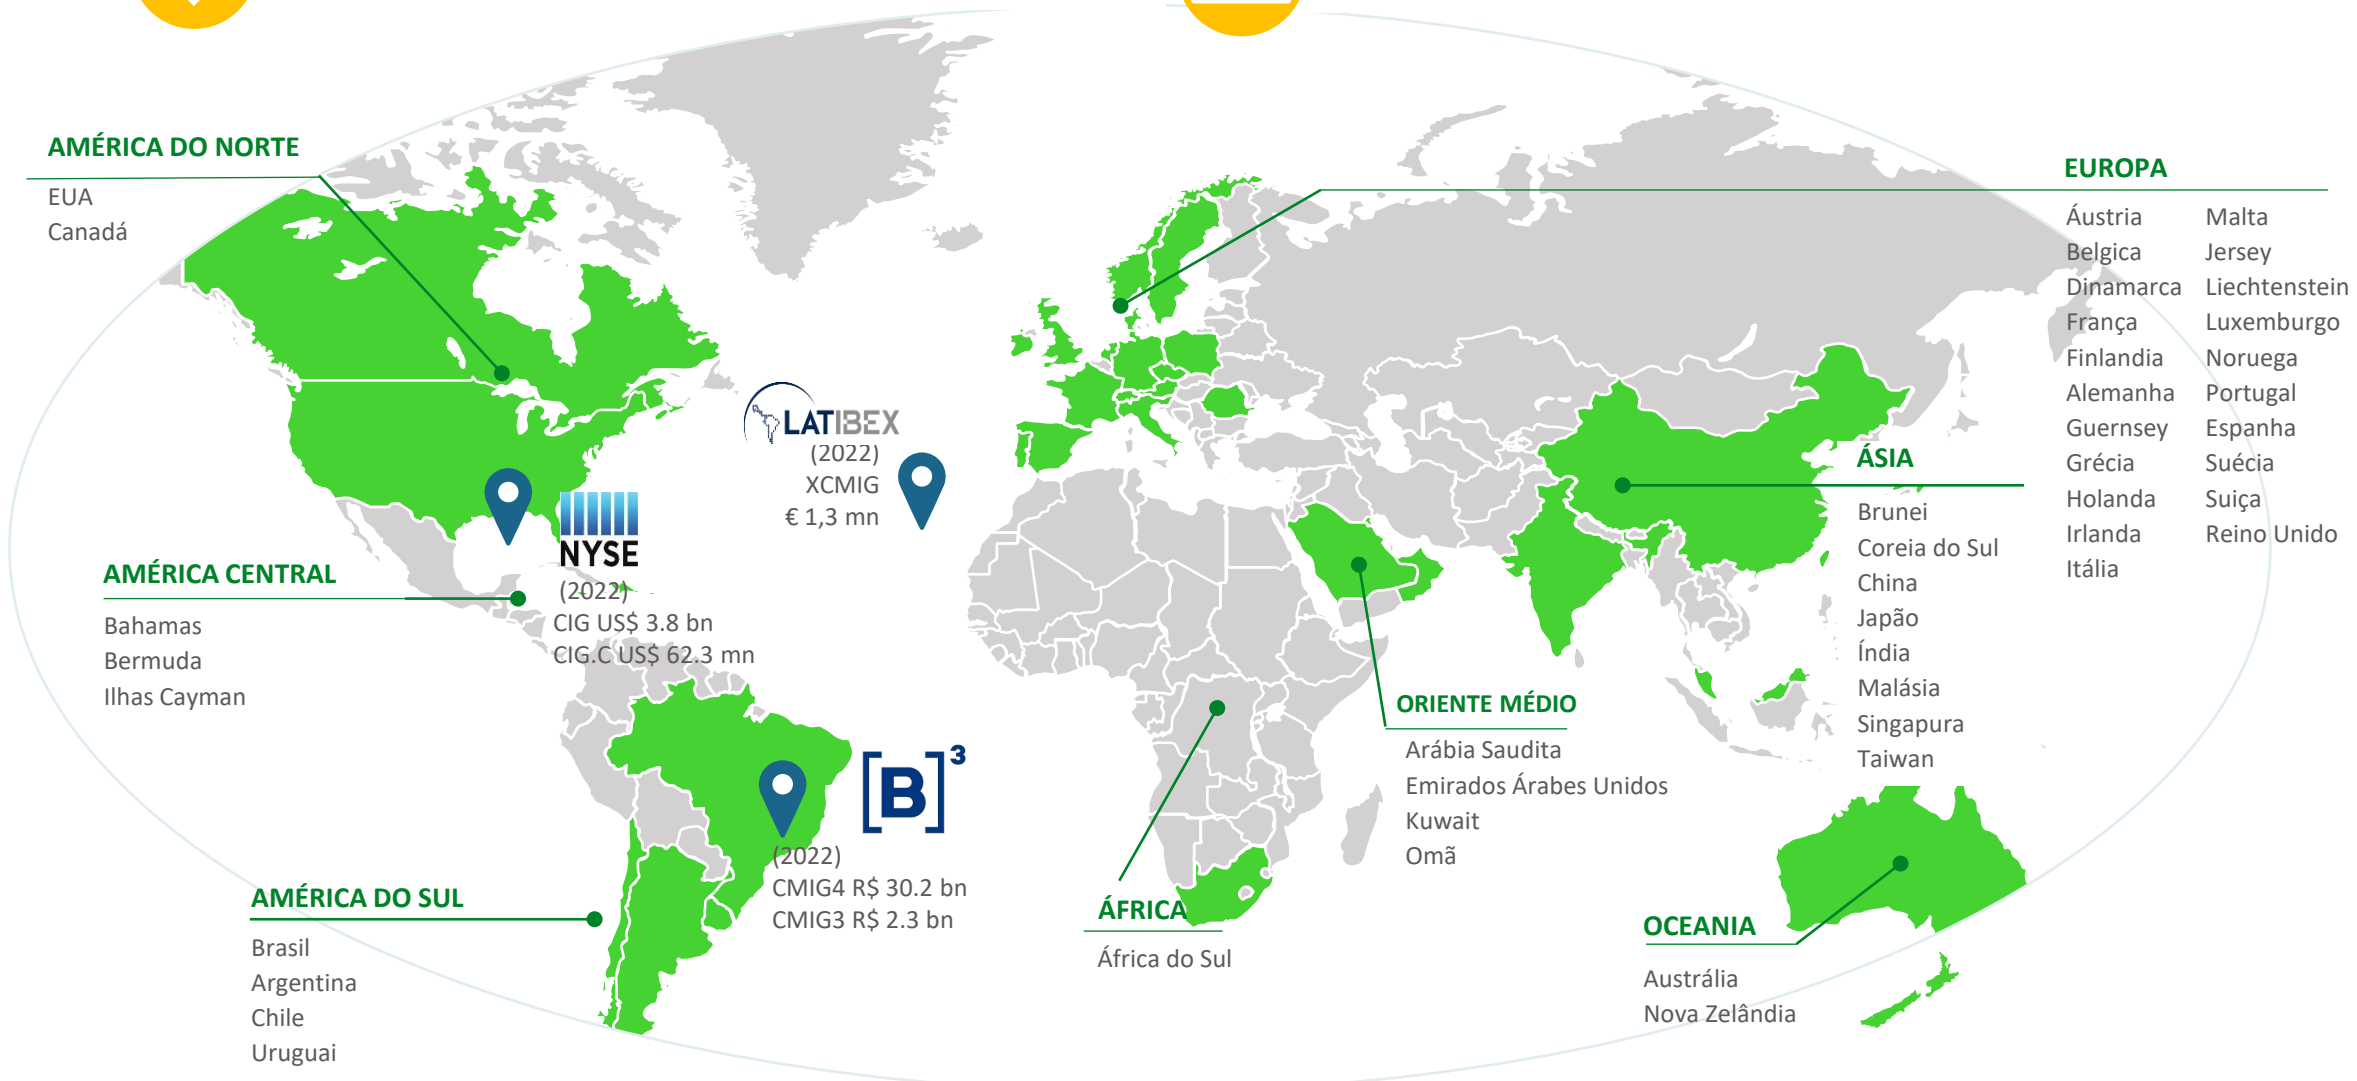 AMÉRICA DO NORTE
EUA
Canadá
LATIBEX
(2022)
XCMIG
€ 1,3 mn
NYSE
(2022)
CIG US$ 3.8 bn
CIG.C US$ 62.3 mn
AMÉRICA CENTRAL
Bahamas
Bermuda
Ilhas Cayman
[B]³
(2022)
CMIG4 R$ 30.2 bn
CMIG3 R$ 2.3 bn
AMÉRICA DO SUL
Brasil
Argentina
Chile
Uruguai
ÁFRICA
África do Sul
ORIENTE MÉDIO
Arábia Saudita
Emirados Árabes Unidos
Kuwait
Omã
EUROPA
Áustria
Belgica
Dinamarca
França
Finlandia
Alemanha
Guernsey
Grécia
Holanda
Irlanda
Itália
Malta
Jersey
Liechtenstein
Luxemburgo
Noruega
Portugal
Espanha
Suécia
Suiça
Reino Unido
ÁSIA
Brunei
Coreia do Sul
China
Japão
Índia
Malásia
Singapura
Taiwan
OCEANIA
Austrália
Nova Zelândia